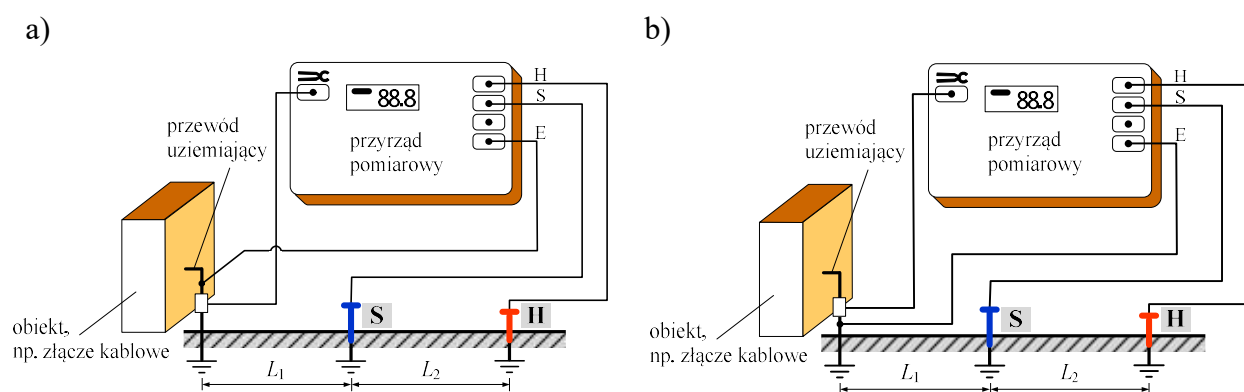 a)
H
S
E
88.8
przyrząd
pomiarowy
przewód
uziemiający
obiekt,
np. złącze kablowe
S
H
L1
L2
b)
H
S
E
88.8
przyrząd
pomiarowy
przewód
uziemiający
obiekt,
np. złącze kablowe
S
H
L1
L2